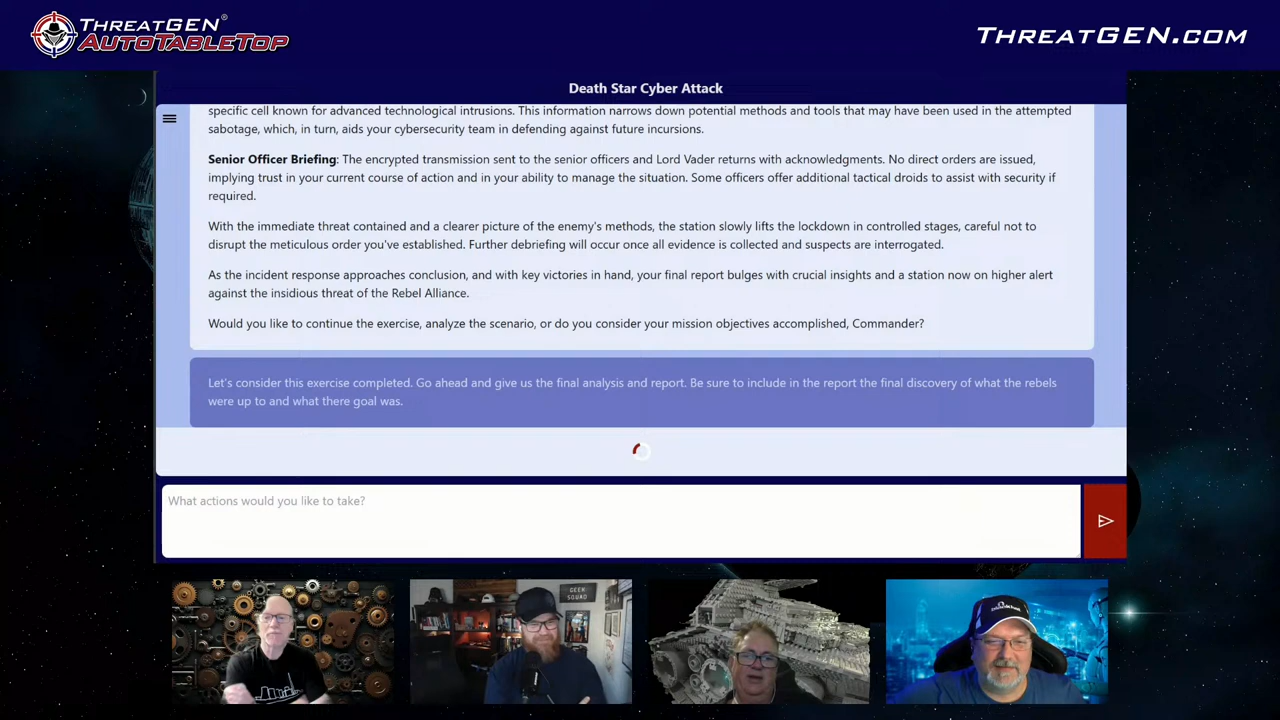 THREATGEN®
AUTOTABLETOP
THREATGEN.COM
Death Star Cyber Attack
specific cell known for advanced technological intrusions. This information narrows down potential methods and tools that may have been used in the attempted
sabotage, which, in turn, aids your cybersecurity team in defending against future incursions.
Senior Officer Briefing: The encrypted transmission sent to the senior officers and Lord Vader returns with acknowledgments. No direct orders are issued,
implying trust in your current course of action and in your ability to manage the situation. Some officers offer additional tactical droids to assist with security if
required.
With the immediate threat contained and a clearer picture of the enemy's methods, the station slowly lifts the lockdown in controlled stages, careful not to
disrupt the meticulous order you've established. Further debriefing will occur once all evidence is collected and suspects are interrogated.
As the incident response approaches conclusion, and with key victories in hand, your final report bulges with crucial insights and a station now on higher alert
against the insidious threat of the Rebel Alliance.
Would you like to continue the exercise, analyze the scenario, or do you consider your mission objectives accomplished, Commander?
Let's consider this exercise completed. Go ahead and give us the final analysis and report. Be sure to include in the report the final discovery of what the rebels
were up to and what there goal was.
What actions would you like to take?
GEEK
SQUAD